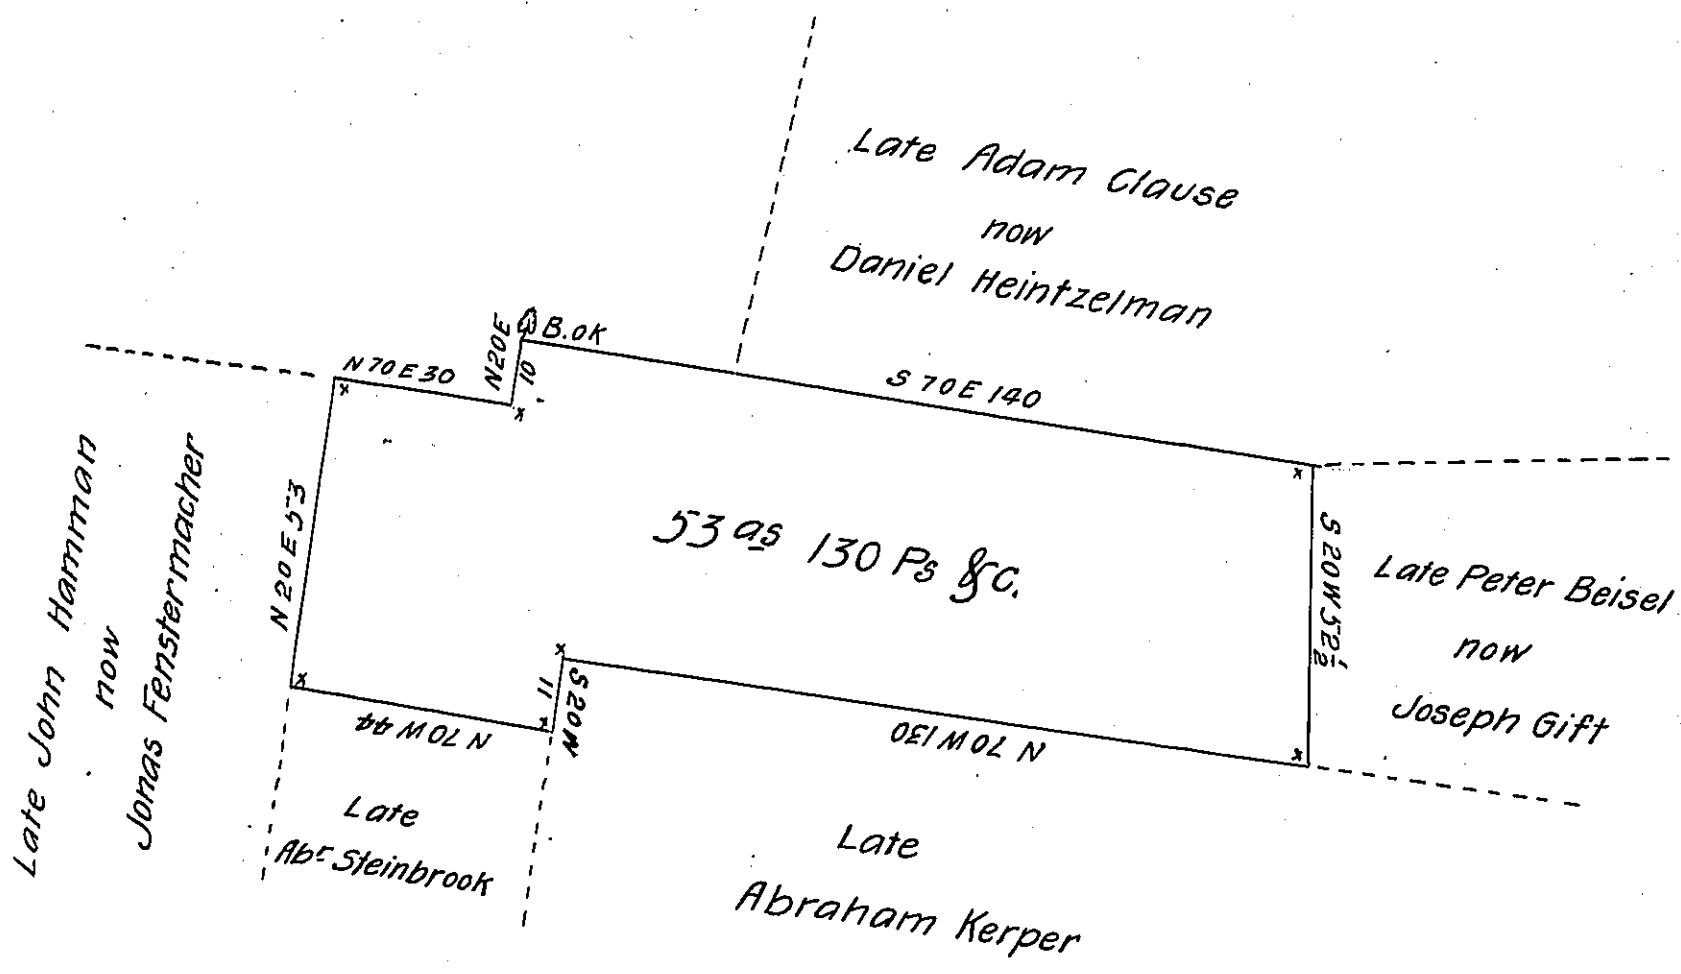 Late Adam Clause
now
Daniel Heintzelman
B.oK
N20E
10
N 70 E 30
S 70 E 140
N 20 E 53
53 as 130 Ps &c.
S 20 W 52 1/2
Late Peter Beisel
now
Joseph Gift
Late John Hamman
now
Jonas Fenstermacher
11
S 20 W
N 70 W 44
N 70 W 130
Late
Abr Steinbrook
Late
Abraham Kerper